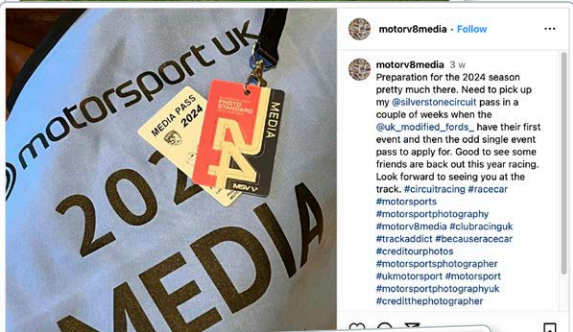 motorsport UK
2024
MEDIA
MEDIA PASS
2024
PHOTO
STANDARD
MEDIA
24
MSV
motorv8media • Follow
motorv8media 3 w
Preparation for the 2024 season
pretty much there. Need to pick up
my @silverstonecircuit pass in a
couple of weeks when the
@uk_modified_fords_ have their first
event and then the odd single event
pass to apply for. Good to see some
friends are back out this year racing.
Look forward to seeing you at the
track. #circuitracing #racecar
#motorsports
#motorsportphotography
#motorv8media #clubracinguk
#trackaddict #becauseracecar
#creditourphotos
#motorsportsphotographer
#ukmotorsport #motorsport
#motorsportphotographyuk
#creditthephotographer